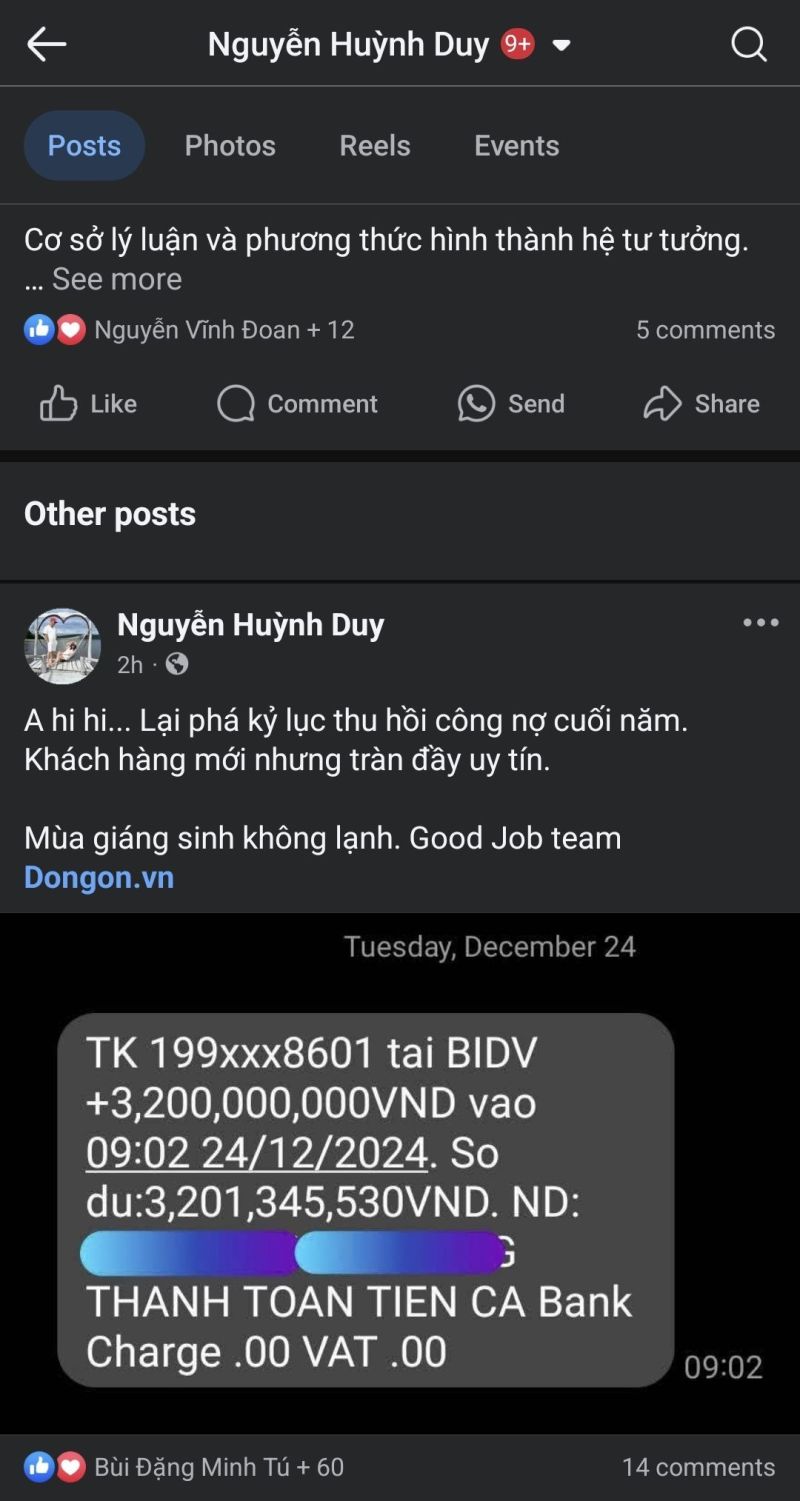 Nguyễn Huỳnh Duy 9+
Posts Photos Reels Events
Cơ sở lý luận và phương thức hình thành hệ tư tưởng.
... See more
Nguyễn Vĩnh Đoan + 12 5 comments
Like Comment Send Share
Other posts
Nguyễn Huỳnh Duy
2h ·
A hi hi... Lại phá kỷ lục thu hồi công nợ cuối năm.
Khách hàng mới nhưng tràn đầy uy tín.
Mùa giáng sinh không lạnh. Good Job team
Dongon.vn
Tuesday, December 24
TK 199xxx8601 tai BIDV
+3,200,000,000VND vao
09:02 24/12/2024. So
du:3,201,345,530VND. ND:
G
THANH TOAN TIEN CA Bank
Charge .00 VAT .00
09:02
Bùi Đặng Minh Tú + 60 14 comments